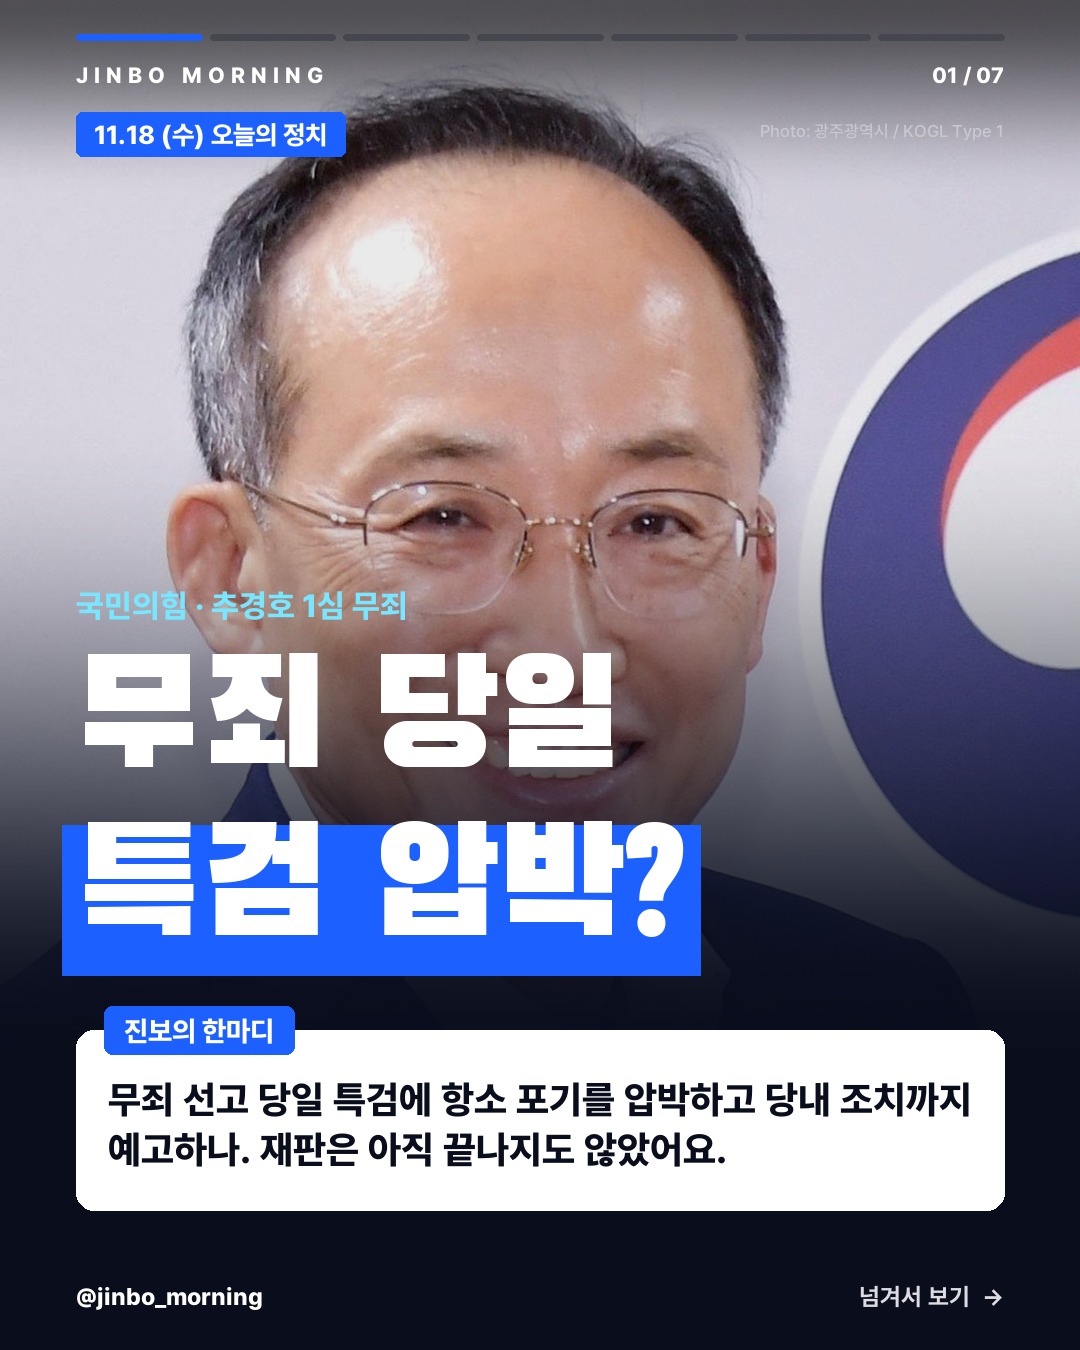 JINBO MORNING
01 / 07
11.18 (수) 오늘의 정치
Photo: 광주광역시 / KOGL Type 1
국민의힘 · 추경호 1심 무죄
무죄 당일
특검 압박?
진보의 한마디
무죄 선고 당일 특검에 항소 포기를 압박하고 당내 조치까지
예고하나. 재판은 아직 끝나지도 않았어요.
@jinbo_morning
넘겨서 보기 →